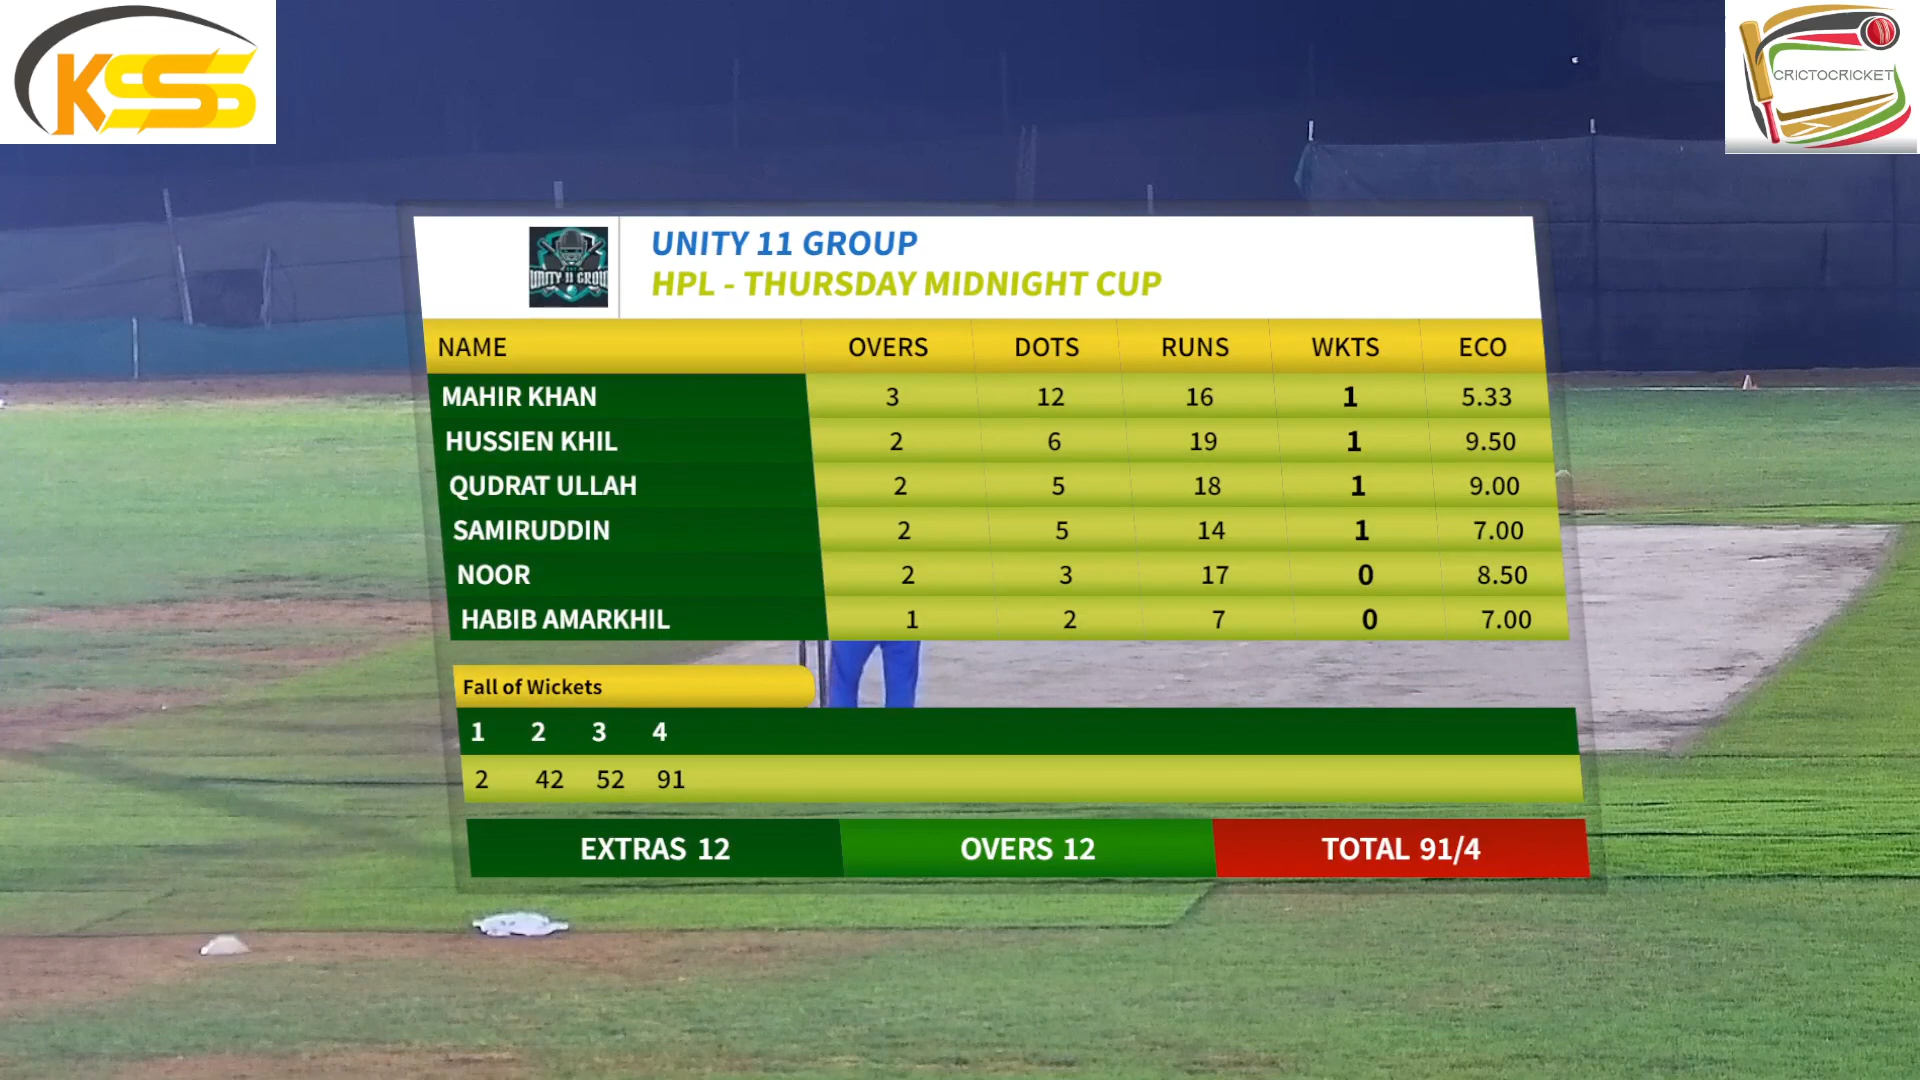 KSS
CRICTOCRICKET
UNITY 11 GROUP
UNITY 11 GROUP
HPL - THURSDAY MIDNIGHT CUP
NAME OVERS DOTS RUNS WKTS ECO
MAHIR KHAN 3 12 16 1 5.33
HUSSIEN KHIL 2 6 19 1 9.50
QUDRAT ULLAH 2 5 18 1 9.00
SAMIRUDDIN 2 5 14 1 7.00
NOOR 2 3 17 0 8.50
HABIB AMARKHIL 1 2 7 0 7.00
Fall of Wickets
1 2 3 4
2 42 52 91
EXTRAS 12 OVERS 12 TOTAL 91/4